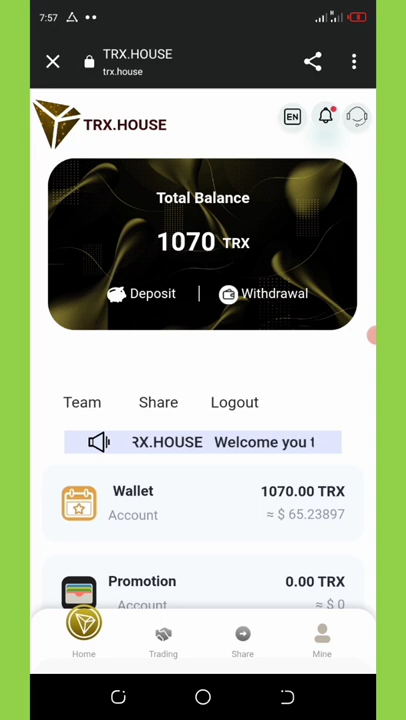 7:57
TRX.HOUSE
trx.house
TRX.HOUSE
EN
Total Balance
1070 TRX
Deposit | Withdrawal
Team Share Logout
RX.HOUSE Welcome you t
Wallet 1070.00 TRX
Account ≈ $ 65.23897
Promotion 0.00 TRX
Account ≈ $ 0
Home Trading Share Mine